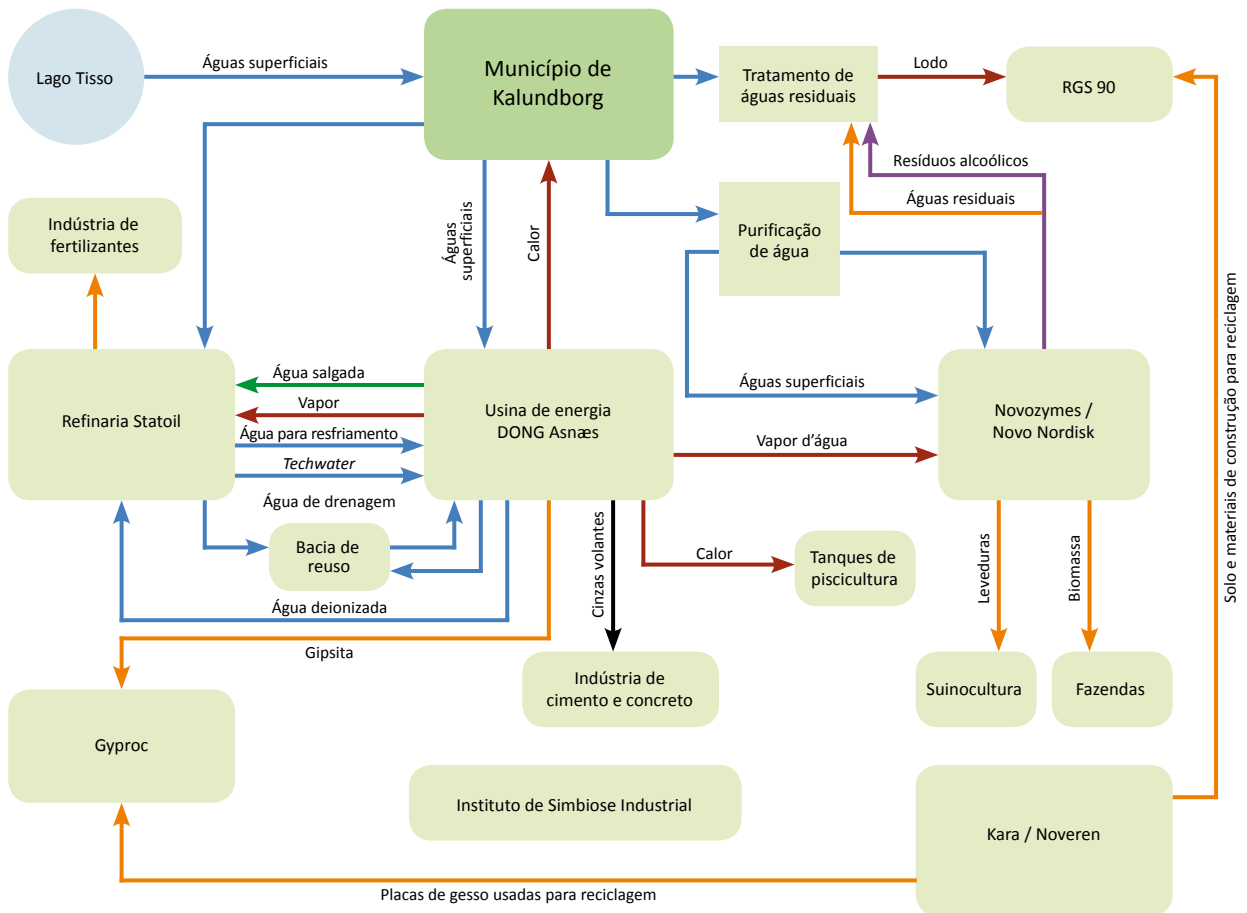 Lago Tisso
Águas superficiais
Município de
Kalundborg
Tratamento de
águas residuais
Lodo
RGS 90
Resíduos alcoólicos
Águas residuais
Indústria de
fertilizantes
Águas
superficiais
Calor
Purificação
de água
Solo e materiais de construção para reciclagem
Refinaria Statoil
Água salgada
Vapor
Água para resfriamento
Techwater
Água de drenagem
Usina de energia
DONG Asnæs
Águas superficiais
Vapor d’água
Novozymes /
Novo Nordisk
Bacia de
reuso
Água deionizada
Gipsita
Cinzas volantes
Calor
Tanques de
piscicultura
Leveduras
Biomassa
Indústria de
cimento e concreto
Suinocultura
Fazendas
Gyproc
Instituto de Simbiose Industrial
Kara / Noveren
Placas de gesso usadas para reciclagem